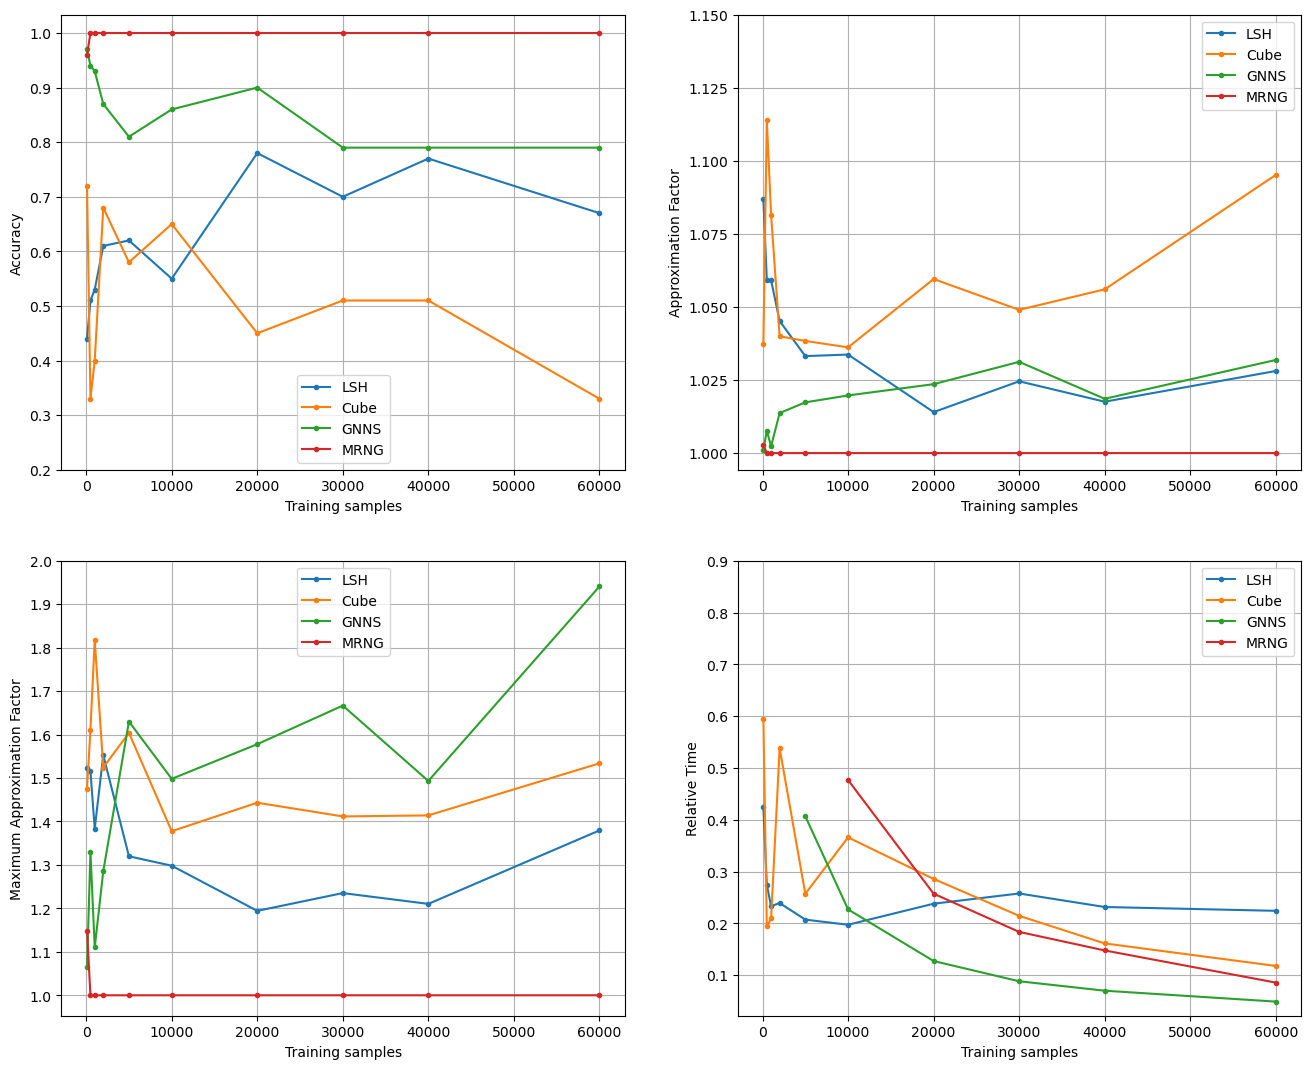 1.0
0.9
0.8
0.7
0.6
0.5
0.4
0.3
0.2
Accuracy
0 10000 20000 30000 40000 50000 60000
Training samples
LSH
Cube
GNNS
MRNG
1.150
1.125
1.100
1.075
1.050
1.025
1.000
Approximation Factor
0 10000 20000 30000 40000 50000 60000
Training samples
LSH
Cube
GNNS
MRNG
2.0
1.9
1.8
1.7
1.6
1.5
1.4
1.3
1.2
1.1
1.0
Maximum Approximation Factor
0 10000 20000 30000 40000 50000 60000
Training samples
LSH
Cube
GNNS
MRNG
0.9
0.8
0.7
0.6
0.5
0.4
0.3
0.2
0.1
Relative Time
0 10000 20000 30000 40000 50000 60000
Training samples
LSH
Cube
GNNS
MRNG